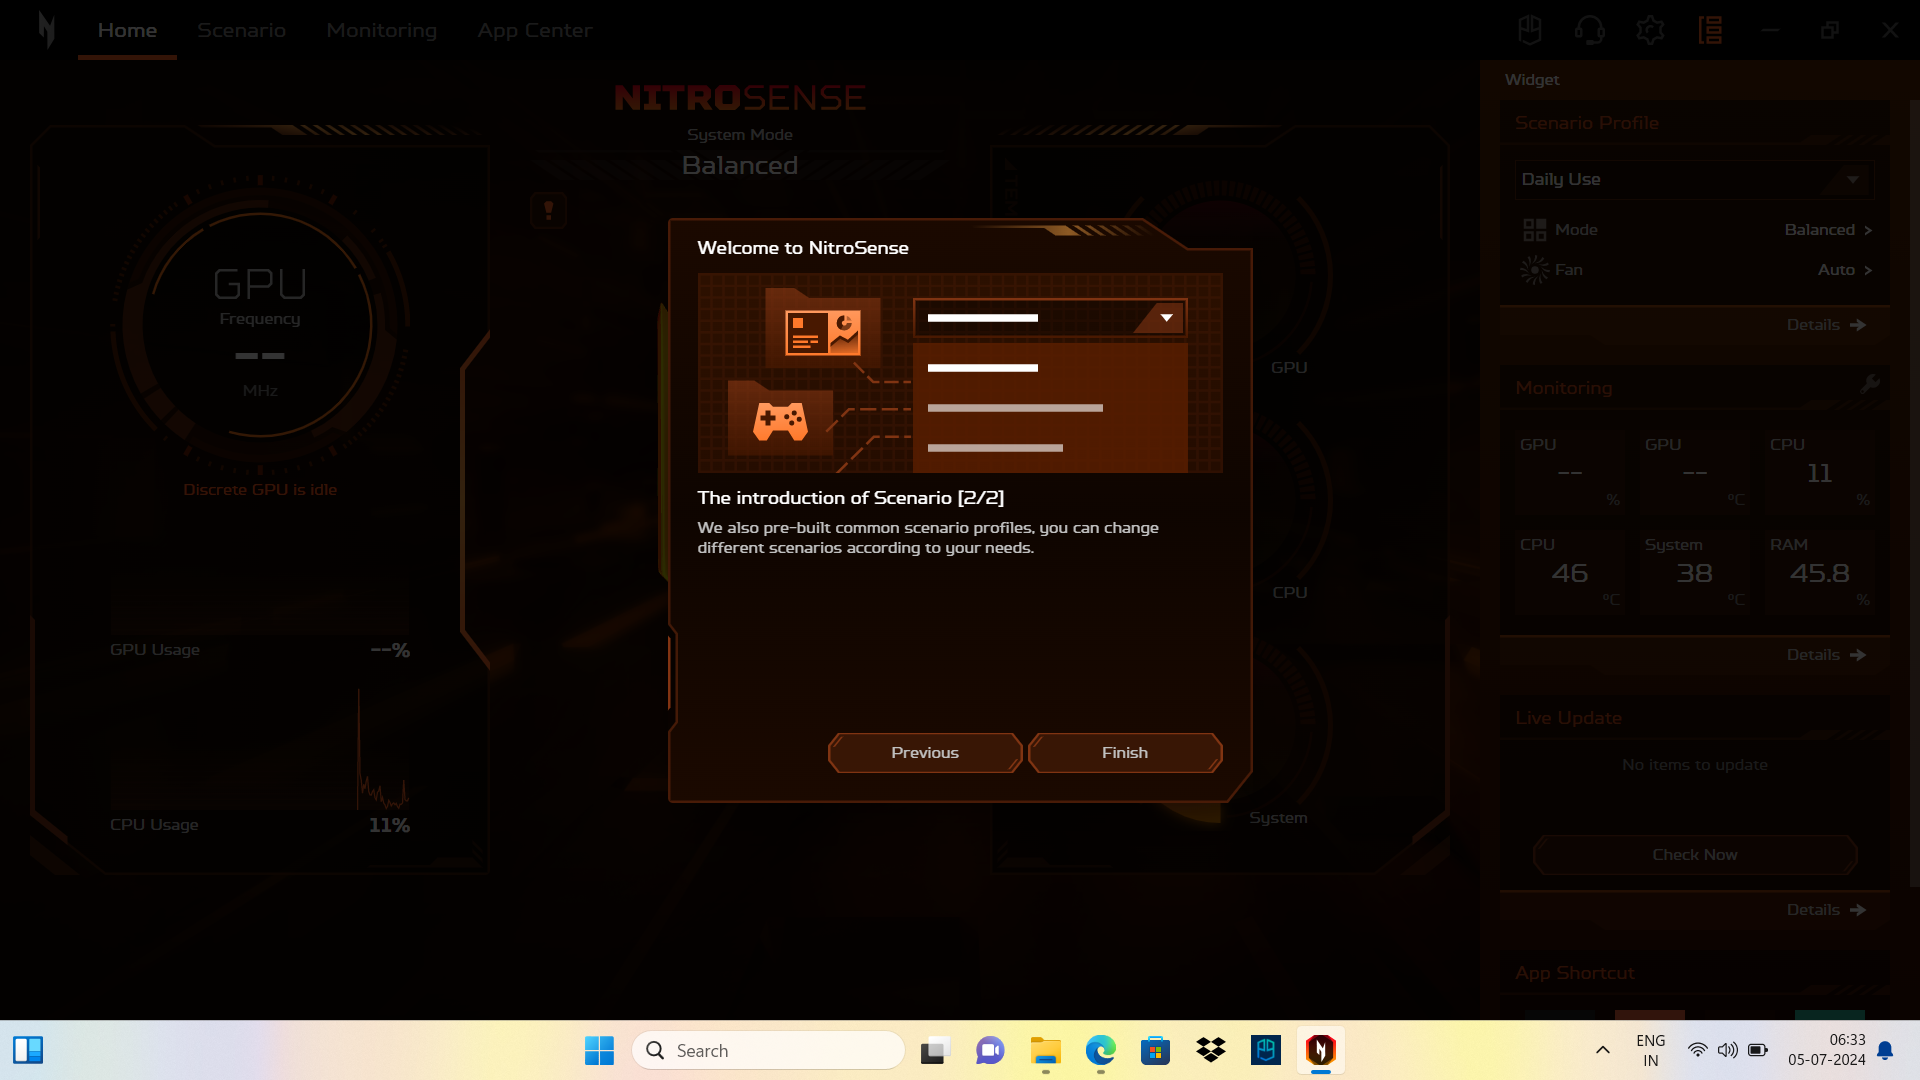 Home
Scenario
Monitoring
App Center
NITROSENSE
System Mode
Balanced
GPU
Frequency
--
MHz
Discrete GPU is idle
GPU Usage
--%
CPU Usage
11%
Welcome to NitroSense
The introduction of Scenario [2/2]
We also pre-built common scenario profiles, you can change
different scenarios according to your needs.
Previous
Finish
GPU
CPU
System
Widget
Scenario Profile
Daily Use
Mode
Balanced >
Fan
Auto >
Details
Monitoring
GPU
--
%
GPU
--
°C
CPU
11
%
CPU
46
°C
System
38
°C
RAM
45.8
%
Details
Live Update
No items to update
Check Now
Details
App Shortcut
Search
ENG
IN
06:33
05-07-2024